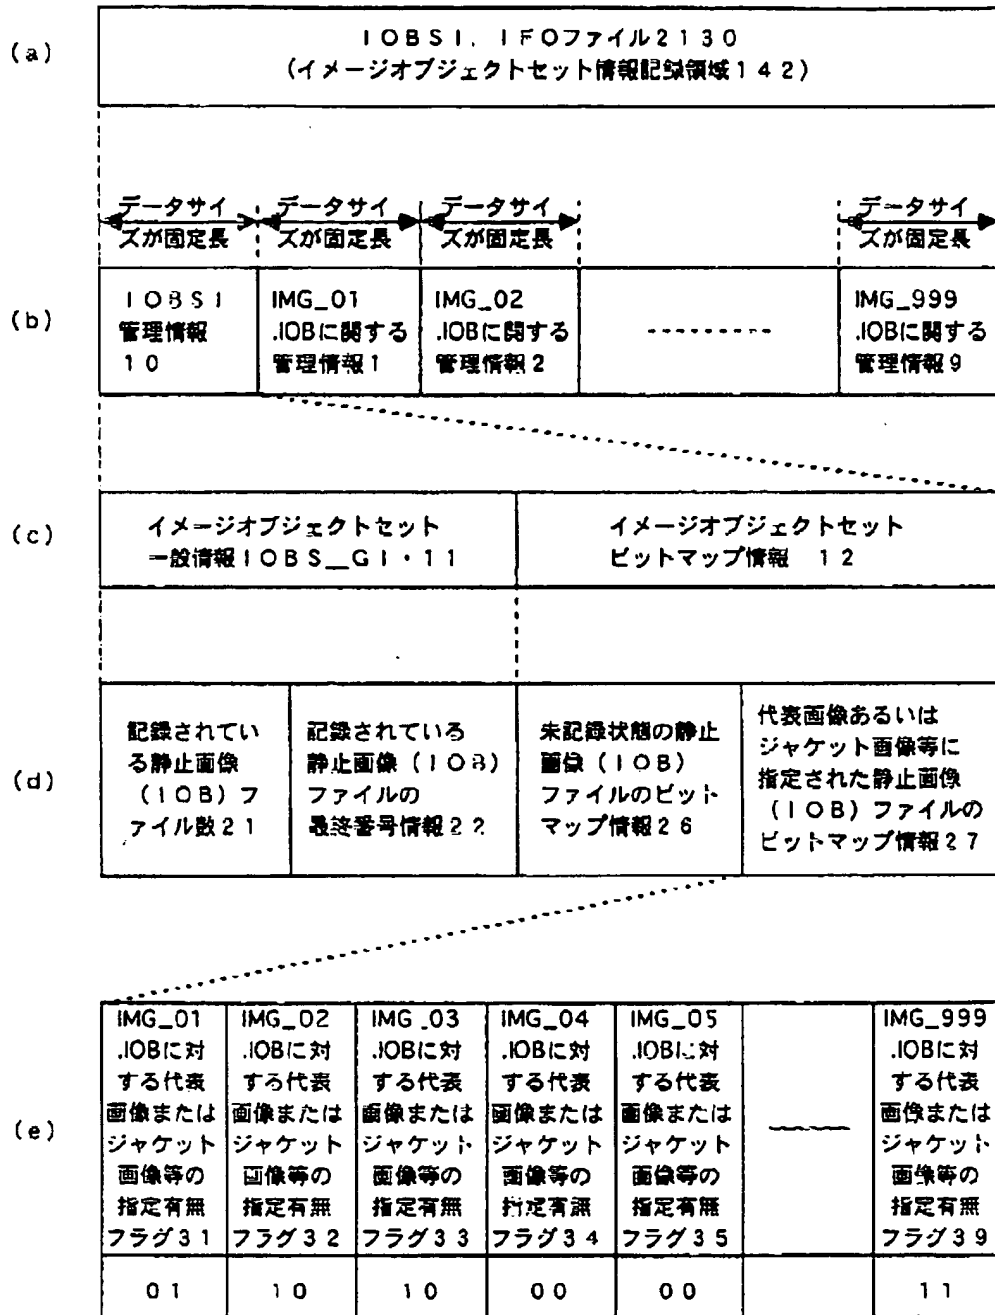 (a)
IOBSI. IFOファイル2130
(イメージオブジェクトセット情報記録領域142)
データサイ
ズが固定長
データサイ
ズが固定長
データサイ
ズが固定長
データサイ
ズが固定長
(b)
IOBSI
管理情報
10
IMG_01
.IOBに関する
管理情報1
IMG_02
.IOBに関する
管理情報2
IMG_999
.IOBに関する
管理情報9
(c)
イメージオブジェクトセット
一般情報IOBS__GI・11
イメージオブジェクトセット
ビットマップ情報 12
(d)
記録されてい
る静止画像
(IOB)フ
ァイル数21
記録されている
静止画像(IOB)
ファイルの
最終番号情報22
未記録状態の静止
画像(IOB)
ファイルのビット
マップ情報26
代表画像あるいは
ジャケット画像等に
指定された静止画像
(IOB)ファイルの
ビットマップ情報27
(e)
IMG_01
.IOBに対
する代表
画像または
ジャケット
画像等の
指定有無
フラグ31
IMG_02
.IOBに対
する代表
画像または
ジャケット
画像等の
指定有無
フラグ32
IMG_03
.IOBに対
する代表
画像または
ジャケット
画像等の
指定有無
フラグ33
IMG_04
.IOBに対
する代表
画像または
ジャケット
画像等の
指定有無
フラグ34
IMG_05
.IOBに対
する代表
画像または
ジャケット
画像等の
指定有無
フラグ35
IMG_999
.IOBに対
する代表
画像または
ジャケット
画像等の
指定有無
フラグ39
01 10 10 00 00 11